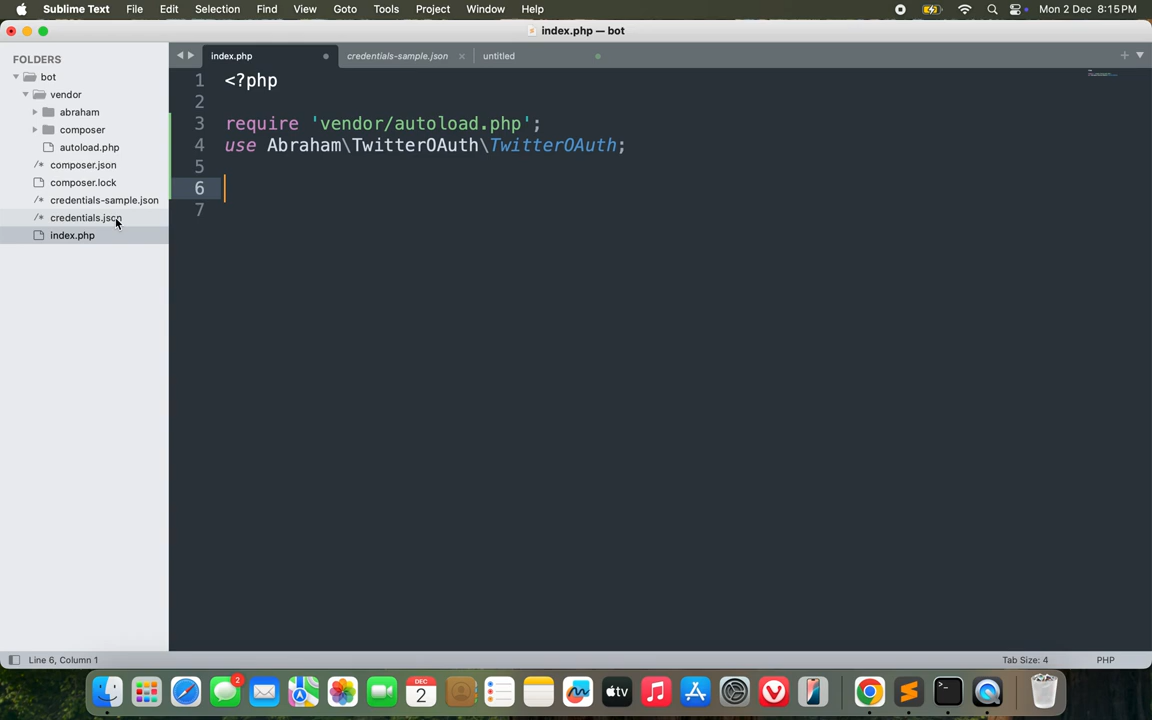 Sublime Text File Edit Selection Find View Goto Tools Project Window Help Mon 2 Dec 8:15 PM
index.php — bot
FOLDERS
bot
vendor
abraham
composer
autoload.php
/* composer.json
composer.lock
/* credentials-sample.json
/* credentials.json
index.php
index.php credentials-sample.json untitled
1 <?php
2
3 require 'vendor/autoload.php';
4 use Abraham\TwitterOAuth\TwitterOAuth;
5
6
7
Line 6, Column 1 Tab Size: 4 PHP
2
DEC
2
tv